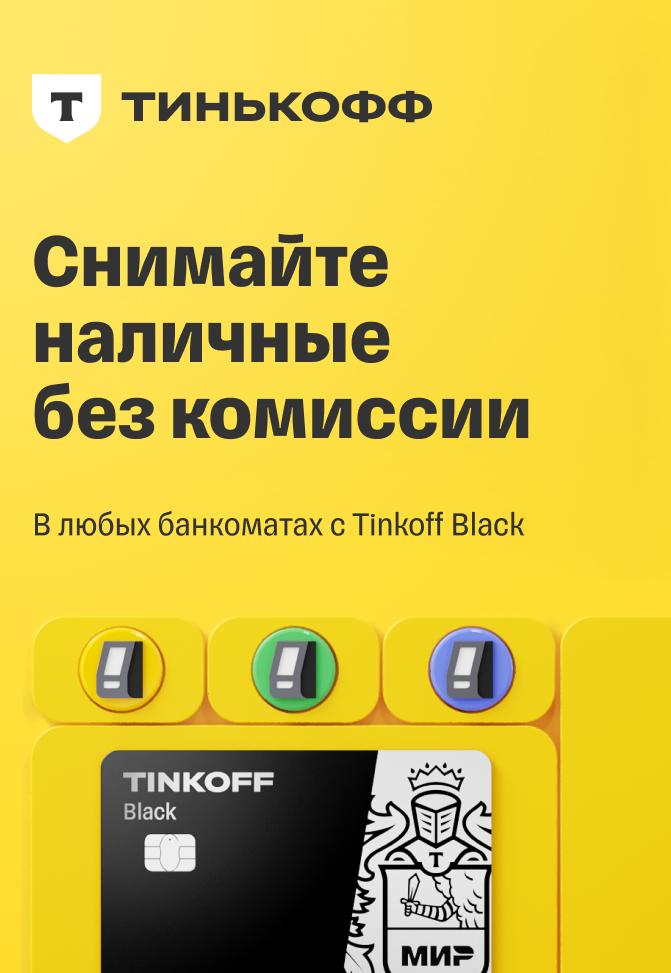 Т ТИНЬКОФФ
Снимайте
наличные
без комиссии
В любых банкоматах с Tinkoff Black
TINKOFF
Black
Т
МИР